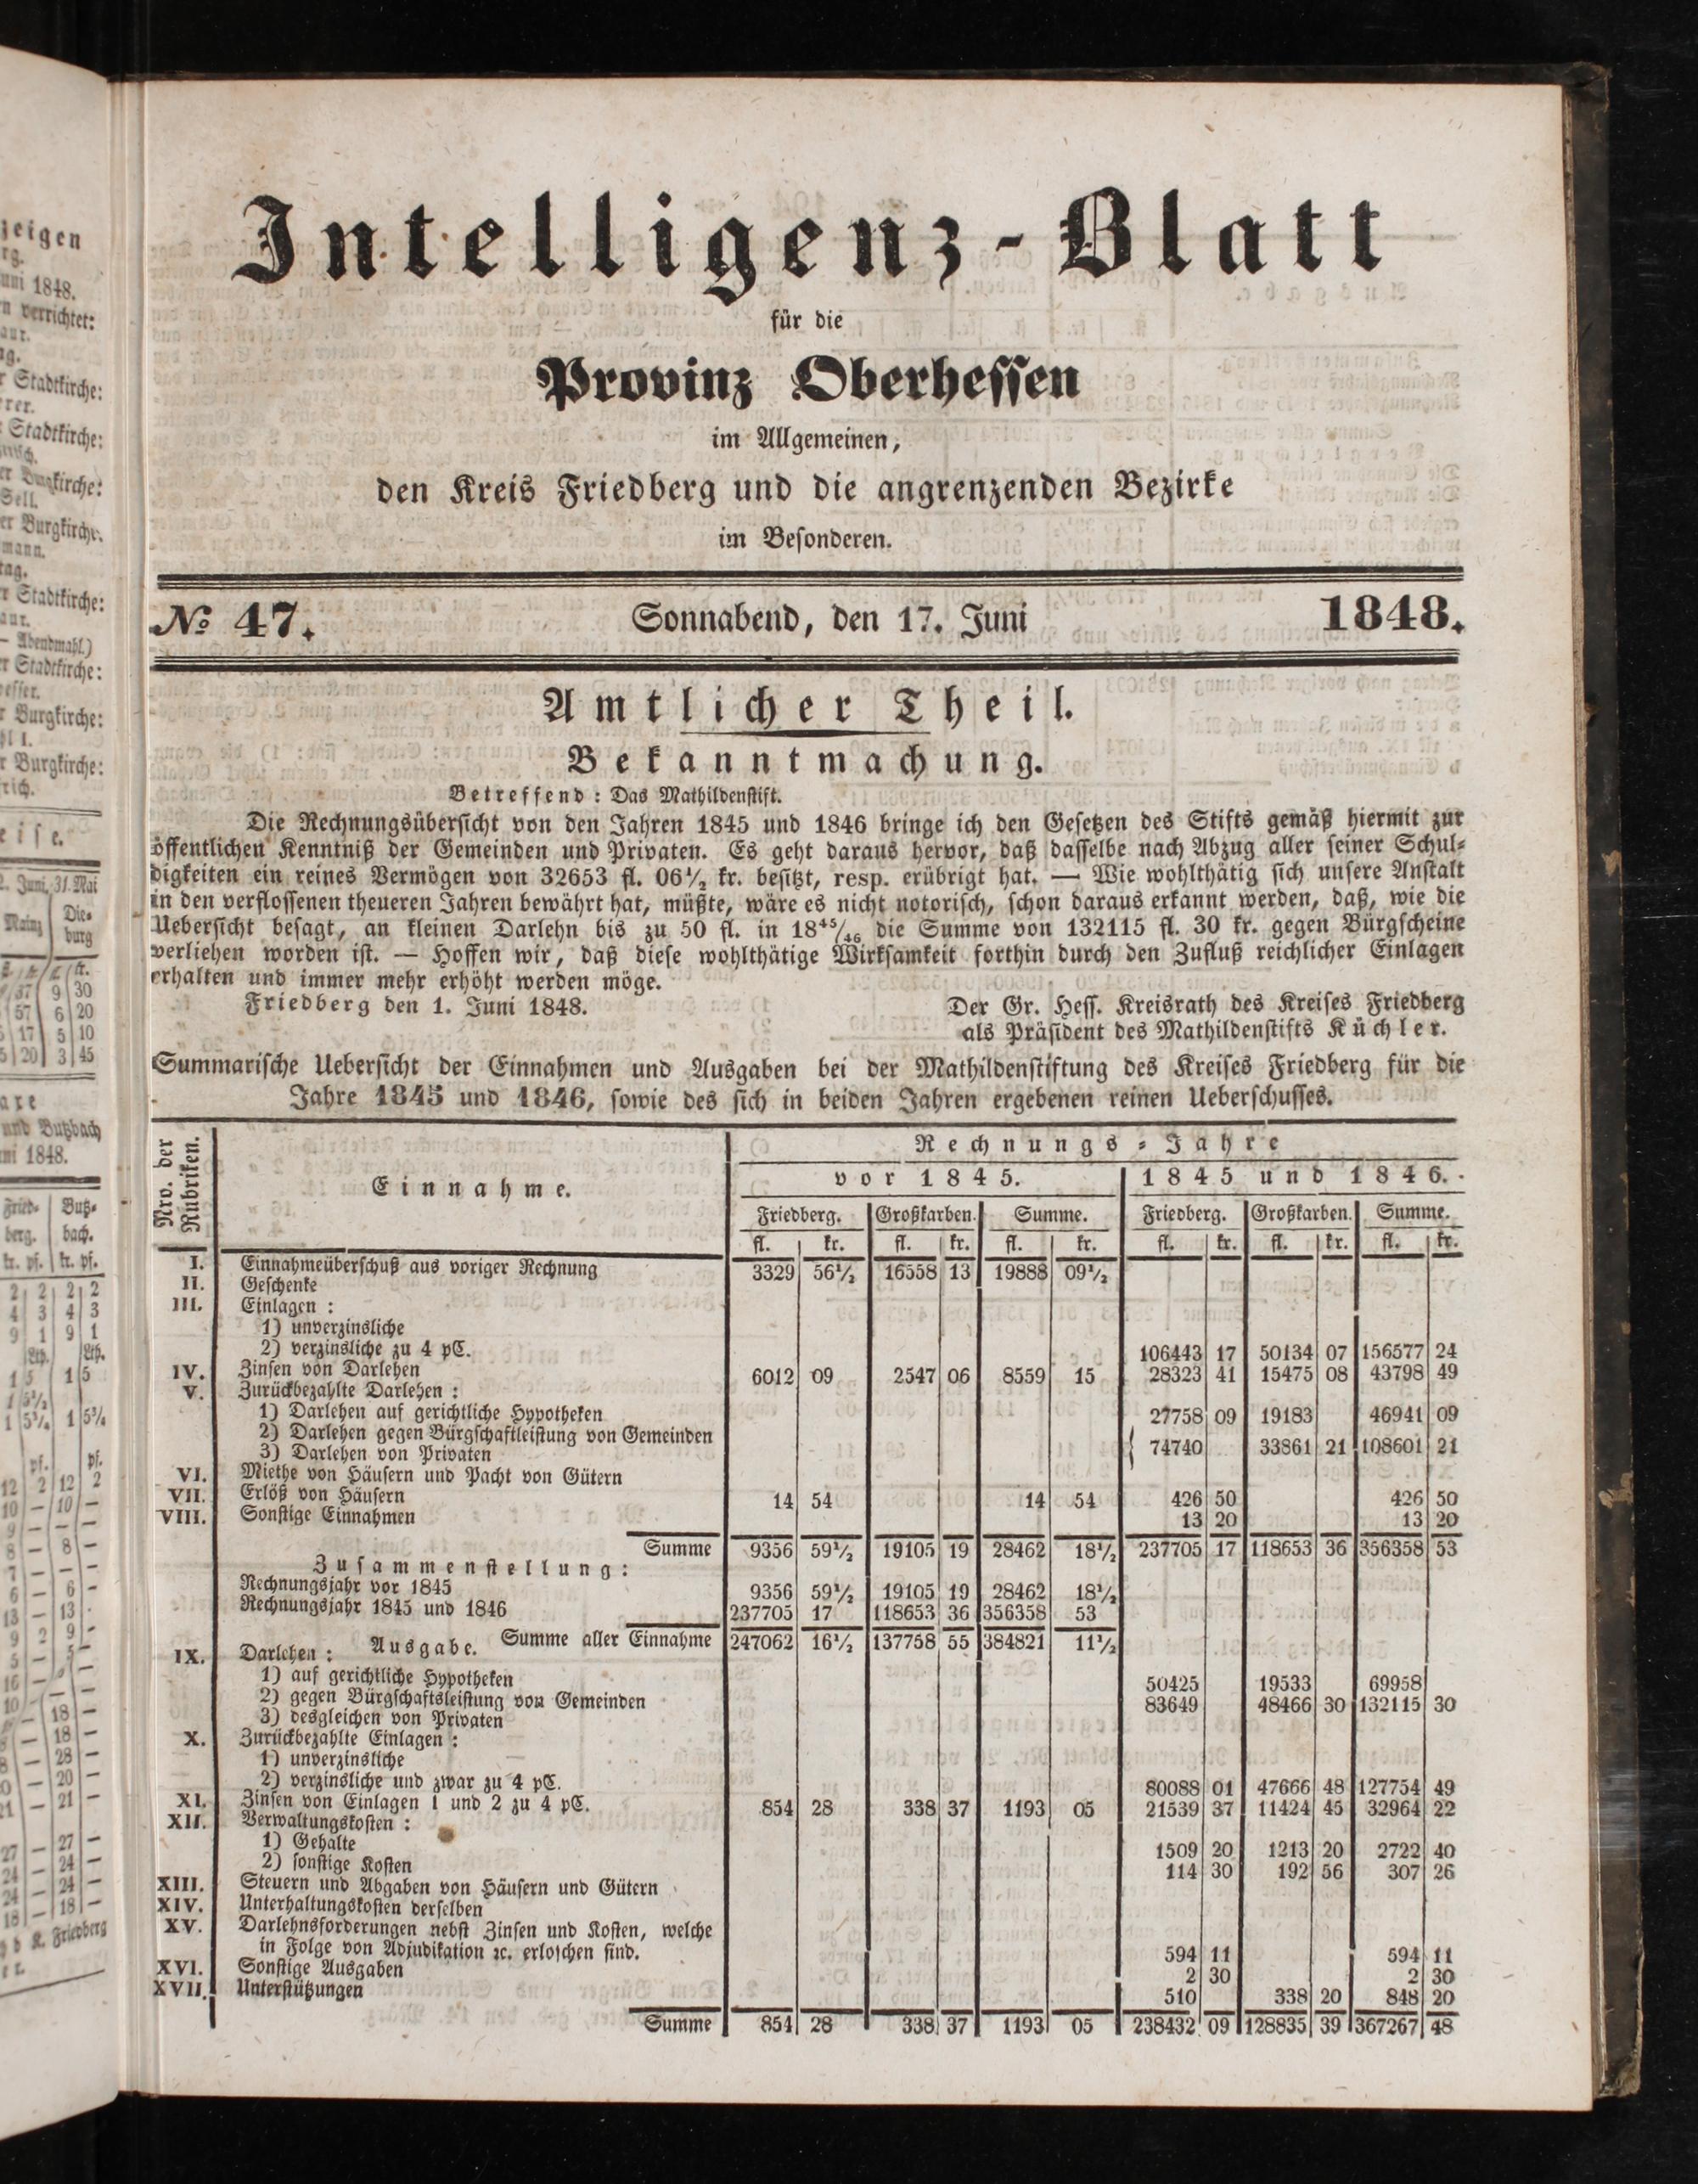 Intelligenz-Blatt
für die
Provinz Oberhessen
im Allgemeinen,
den Kreis Friedberg und die angrenzenden Bezirke
im Besonderen.
№ 47. Sonnabend, den 17. Juni 1848.
Amtlicher Theil.
Bekanntmachung.
Betreffend: Das Mathildenstift.
Die Rechnungsübersicht von den Jahren 1845 und 1846 bringe ich den Gesetzen des Stifts gemäß hiermit zur
öffentlichen Kenntniß der Gemeinden und Privaten. Es geht daraus hervor, daß dasselbe nach Abzug aller seiner Schul-
digkeiten ein reines Vermögen von 32653 fl. 06½ kr. besitzt, resp. erübrigt hat. — Wie wohlthätig sich unsere Anstalt
in den verflossenen theueren Jahren bewährt hat, müßte, wäre es nicht notorisch, schon daraus erkannt werden, daß, wie die
Uebersicht besagt, an kleinen Darlehn bis zu 50 fl. in 18⁴⁵/₄₆ die Summe von 132115 fl. 30 kr. gegen Bürgscheine
verliehen worden ist. — Hoffen wir, daß diese wohlthätige Wirksamkeit forthin durch den Zufluß reichlicher Einlagen
erhalten und immer mehr erhöht werden möge.
Friedberg den 1. Juni 1848. Der Gr. Hess. Kreisrath des Kreises Friedberg
als Präsident des Mathildenstifts Küchler.
Summarische Uebersicht der Einnahmen und Ausgaben bei der Mathildenstiftung des Kreises Friedberg für die
Jahre 1845 und 1846, sowie des sich in beiden Jahren ergebenen reinen Ueberschusses.
Nro. der Rubriken. Einnahme. Rechnungs-Jahre
vor 1845. 1845 und 1846.
Friedberg. Großkarben. Summe. Friedberg. Großkarben. Summe.
fl. kr. fl. kr. fl. kr. fl. kr. fl. kr. fl. kr.
I. Einnahmeüberschuß aus voriger Rechnung 3329 56½ 16558 13 19888 09½
II. Geschenke
III. Einlagen:
1) unverzinsliche
2) verzinsliche zu 4 pC. 106443 17 50134 07 156577 24
IV. Zinsen von Darlehen 6012 09 2547 06 8559 15 28323 41 15475 08 43798 49
V. Zurückbezahlte Darlehen:
1) Darlehen auf gerichtliche Hypotheken 27758 09 19183 46941 09
2) Darlehen gegen Bürgschaftleistung von Gemeinden
3) Darlehen von Privaten { 74740 33861 21 108601 21
VI. Miethe von Häusern und Pacht von Gütern
VII. Erlöß von Häusern 14 54 14 54 426 50 426 50
VIII. Sonstige Einnahmen 13 20 13 20
Summe 9356 59½ 19105 19 28462 18½ 237705 17 118653 36 356358 53
Zusammenstellung:
Rechnungsjahr vor 1845 9356 59½ 19105 19 28462 18½
Rechnungsjahr 1845 und 1846 237705 17 118653 36 356358 53
Ausgabe. Summe aller Einnahme 247062 16½ 137758 55 384821 11½
IX. Darlehen:
1) auf gerichtliche Hypotheken 50425 19533 69958
2) gegen Bürgschaftsleistung von Gemeinden 83649 48466 30 132115 30
3) desgleichen von Privaten
X. Zurückbezahlte Einlagen:
1) unverzinsliche
2) verzinsliche und zwar zu 4 pC. 80088 01 47666 48 127754 49
XI. Zinsen von Einlagen 1 und 2 zu 4 pC. 854 28 338 37 1193 05 21539 37 11424 45 32964 22
XII. Verwaltungskosten:
1) Gehalte 1509 20 1213 20 2722 40
2) sonstige Kosten 114 30 192 56 307 26
XIII. Steuern und Abgaben von Häusern und Gütern
XIV. Unterhaltungskosten derselben
XV. Darlehnsforderungen nebst Zinsen und Kosten, welche
in Folge von Adjudikation ꝛc. erloschen sind. 594 11 594 11
XVI. Sonstige Ausgaben 2 30 2 30
XVII. Unterstützungen 510 338 20 848 20
Summe 854 28 338 37 1193 05 238432 09 128835 39 367267 48